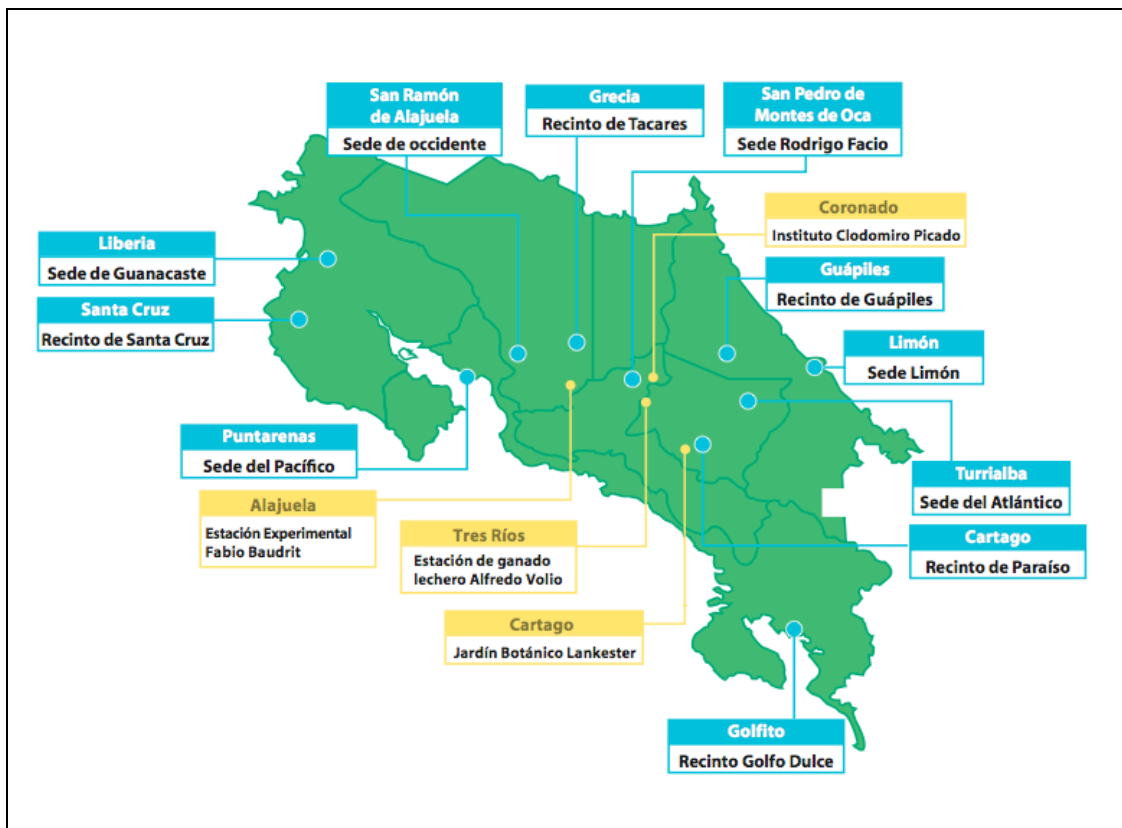 San Ramón
de Alajuela
Sede de occidente
Grecia
Recinto de Tacares
San Pedro de
Montes de Oca
Sede Rodrigo Facio
Coronado
Instituto Clodomiro Picado
Liberia
Sede de Guanacaste
Guápiles
Recinto de Guápiles
Santa Cruz
Recinto de Santa Cruz
Limón
Sede Limón
Puntarenas
Sede del Pacífico
Turrialba
Sede del Atlántico
Alajuela
Estación Experimental
Fabio Baudrit
Tres Ríos
Estación de ganado
lechero Alfredo Volio
Cartago
Recinto de Paraíso
Cartago
Jardín Botánico Lankester
Golfito
Recinto Golfo Dulce